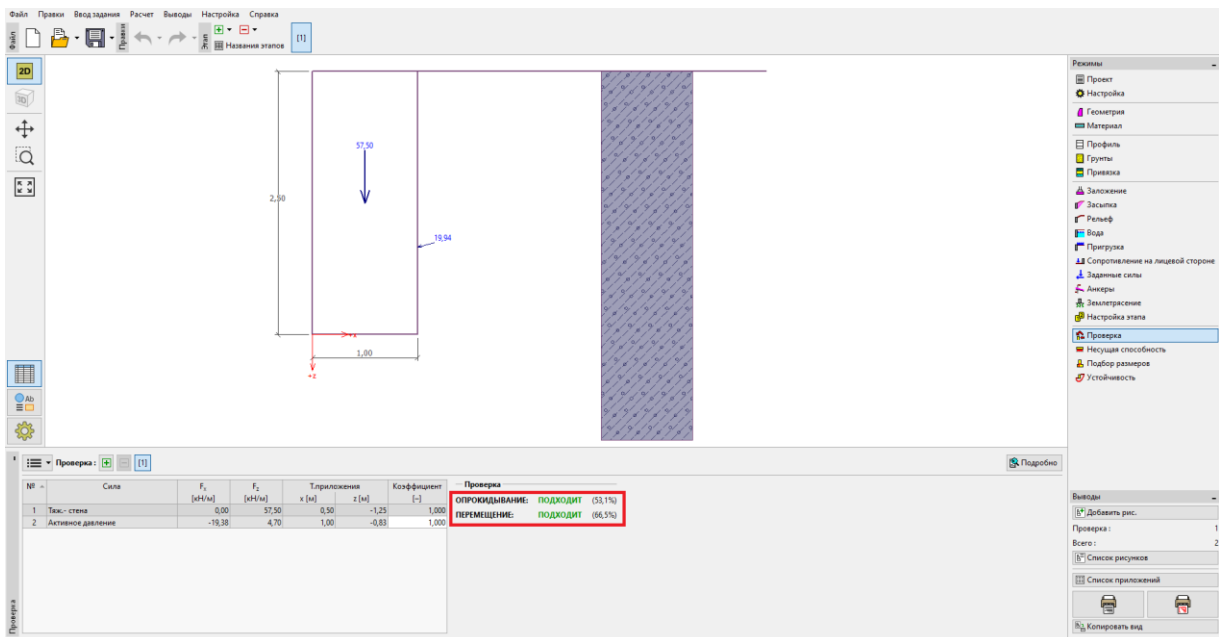 Файл Правки Ввод задания Расчет Выводы Настройка Справка
Файл
Правки
Этап
Названия этапов
[1]
2D
3D
57,50
2,50
19,94
+x
1,00
+z
Ab
Режимы
Проект
Настройка
Геометрия
Материал
Профиль
Грунты
Привязка
Заложение
Засыпка
Рельеф
Вода
Пригрузка
Сопротивление на лицевой стороне
Заданные силы
Анкеры
Землетрясение
Настройка этапа
Проверка
Несущая способность
Подбор размеров
Устойчивость
Проверка : [1]
Подробно
№ Сила F₁ F₂ Т.приложения Коэффициент
[кН/м] [кН/м] x [м] z [м] [–]
1 Тяж.- стена 0,00 57,50 0,50 -1,25 1,000
2 Активное давление -19,38 4,70 1,00 -0,83 1,000
Проверка
ОПРОКИДЫВАНИЕ: ПОДХОДИТ (53,1%)
ПЕРЕМЕЩЕНИЕ: ПОДХОДИТ (66,5%)
Проверка
Выводы
Добавить рис.
Проверка : 1
Всего : 2
Список рисунков
Список приложений
Копировать вид